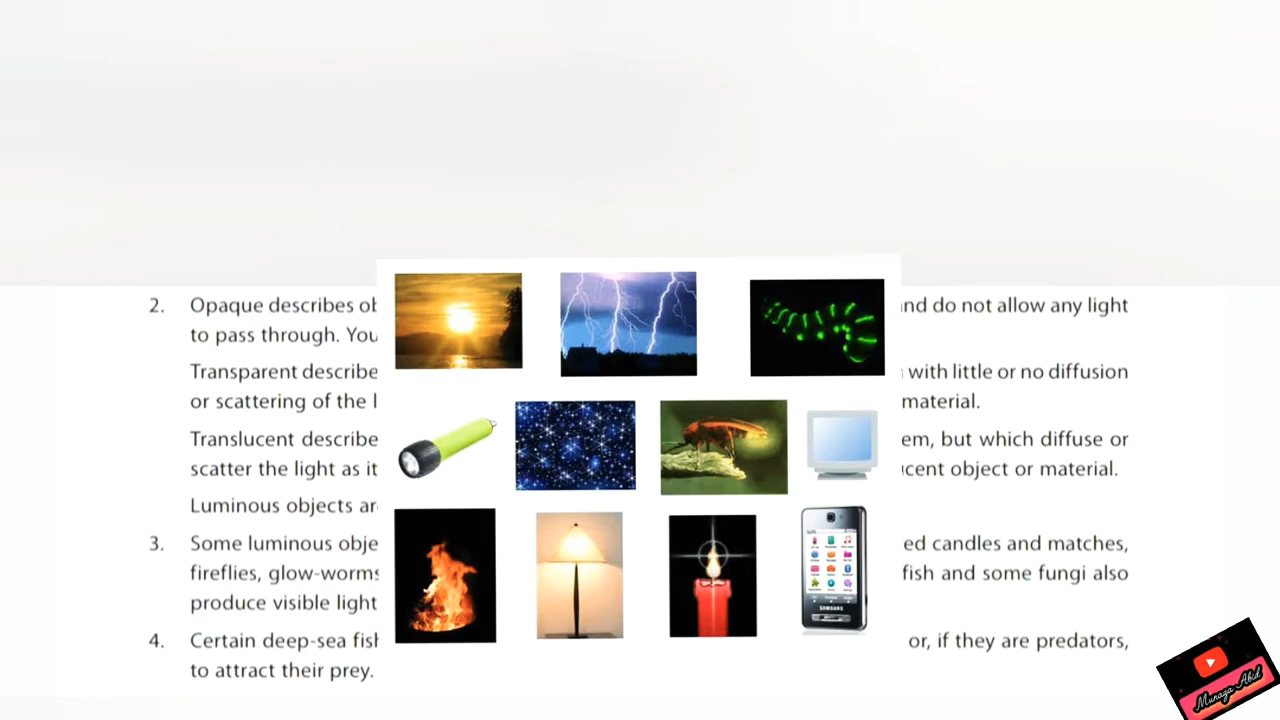 2. Opaque describes ob nd do not allow any light
to pass through. You
Transparent describe with little or no diffusion
or scattering of the l material.
Translucent describe em, but which diffuse or
scatter the light as it cent object or material.
Luminous objects ar
3. Some luminous obje ed candles and matches,
fireflies, glow-worms fish and some fungi also
produce visible light
4. Certain deep-sea fish or, if they are predators,
to attract their prey.
SAMSUNG
Munaza Abid